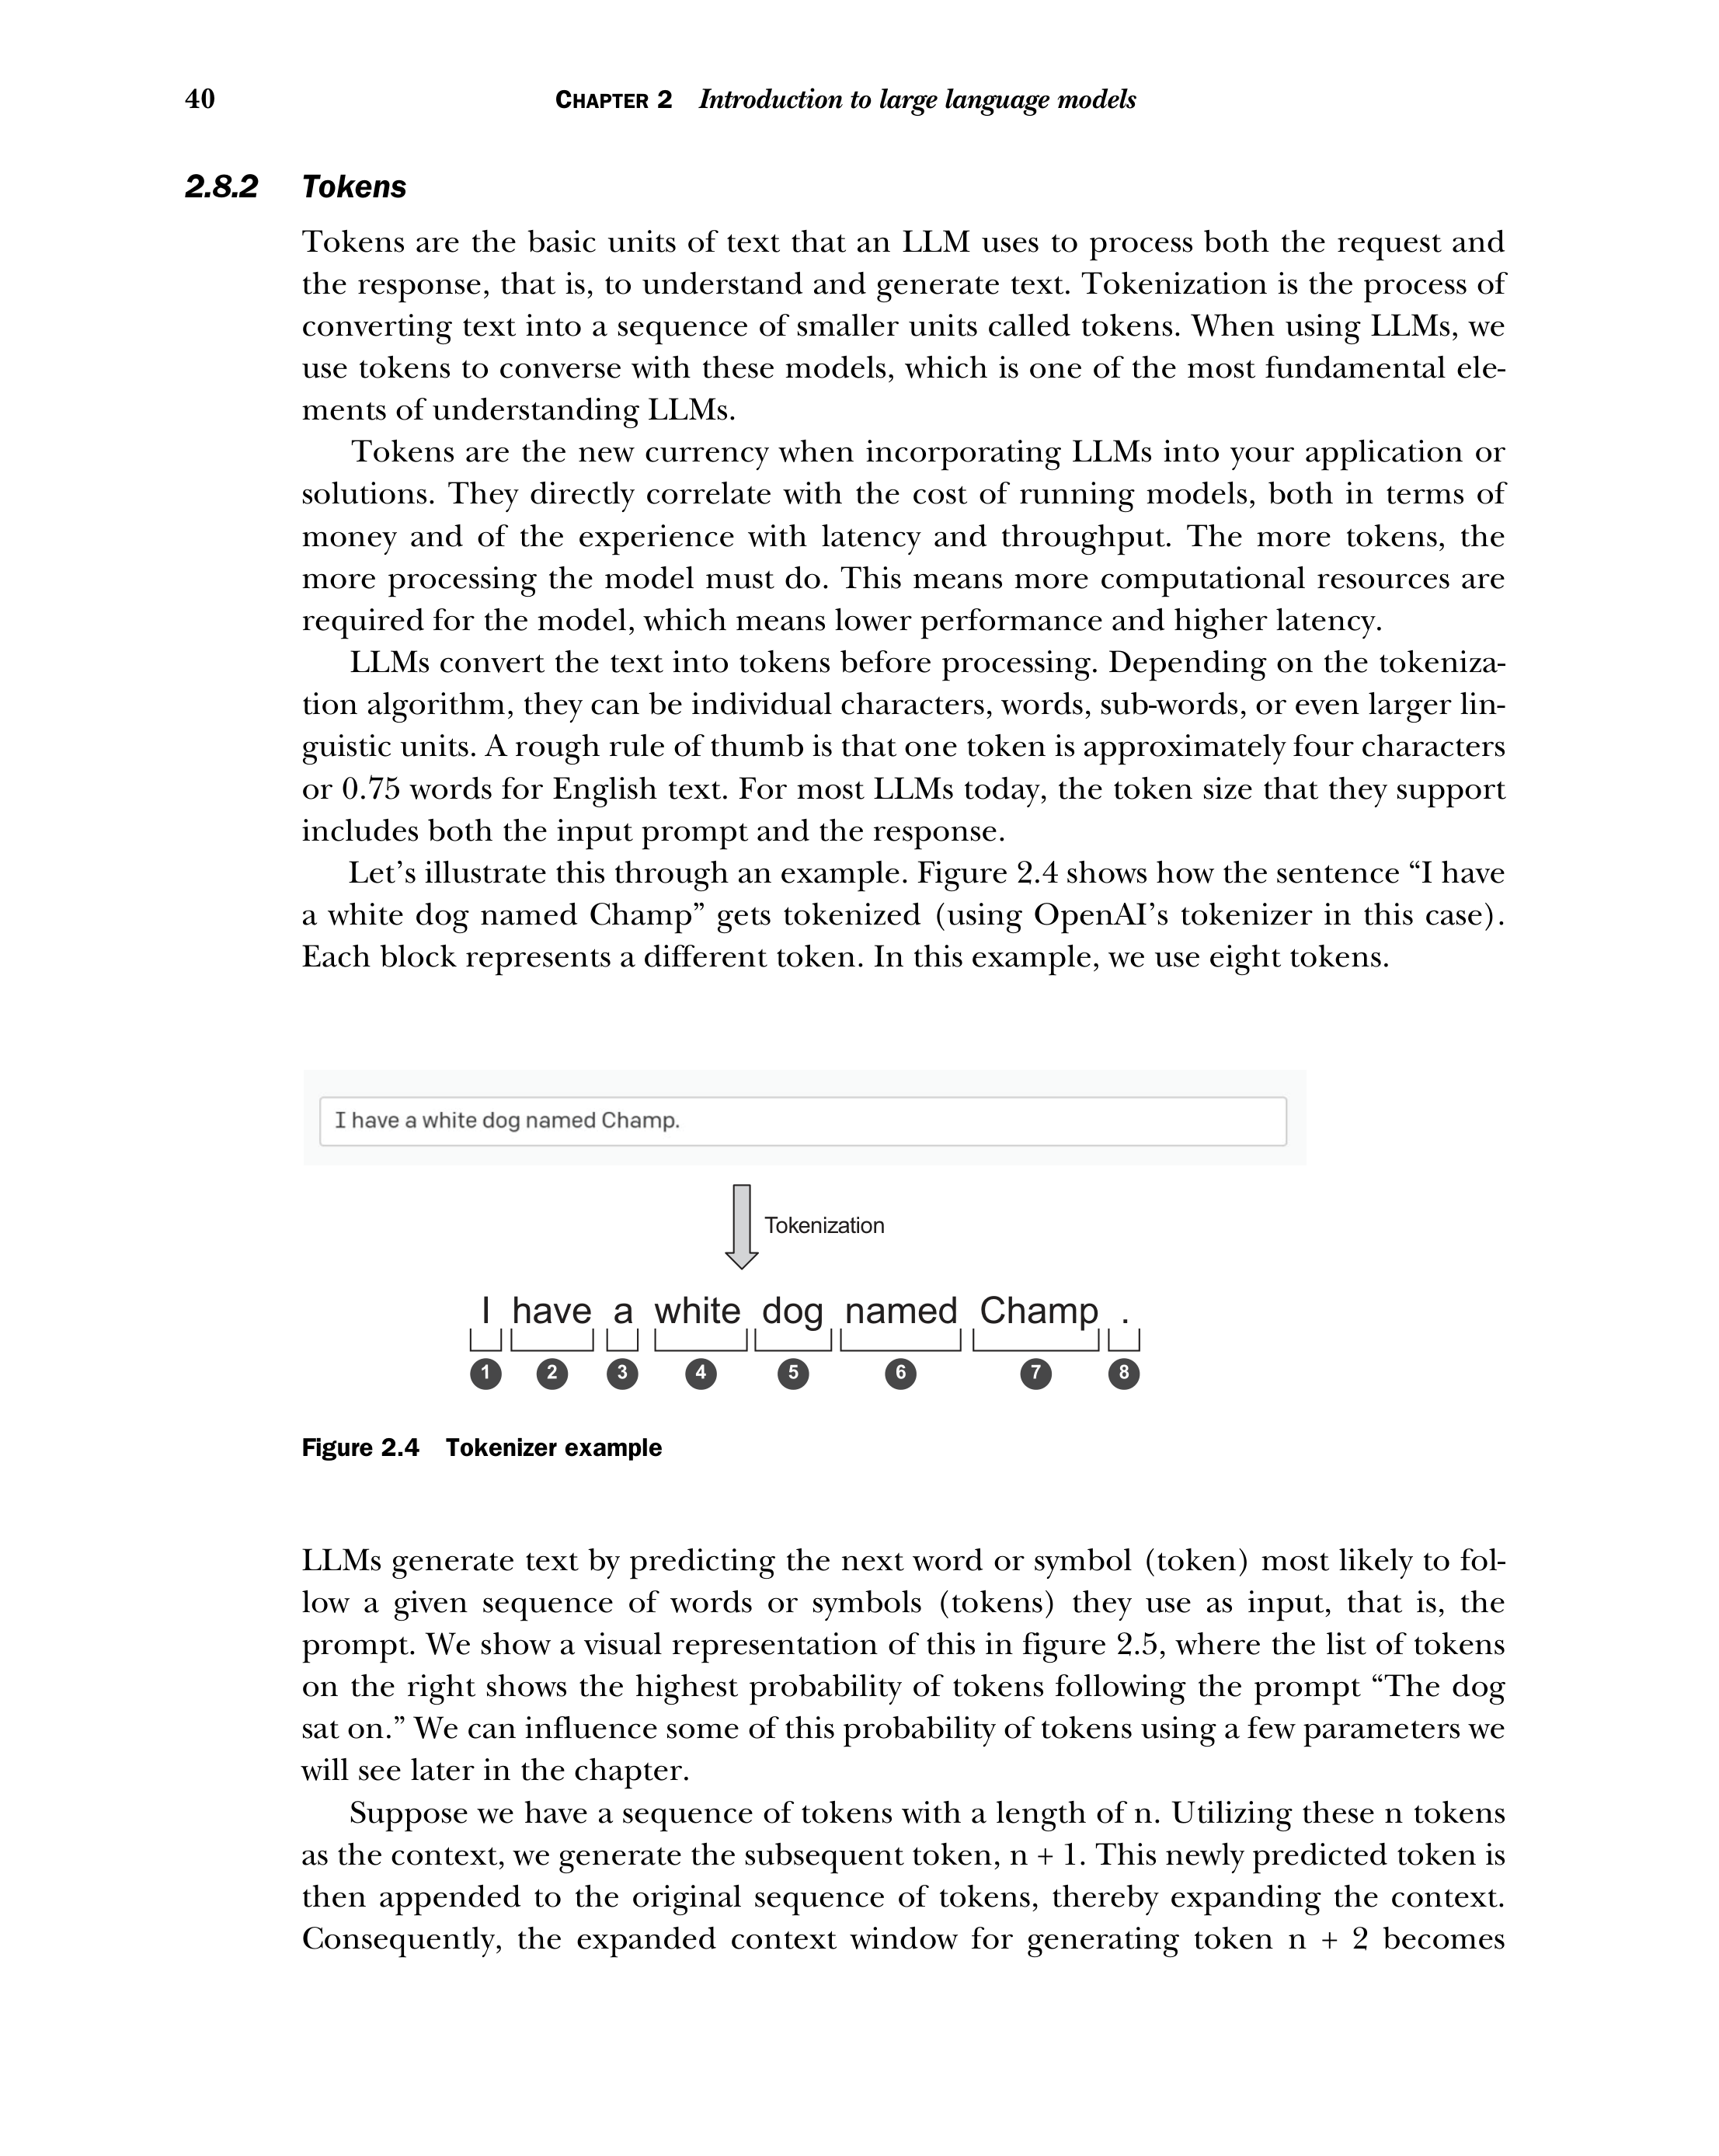 40
CHAPTER 2 Introduction to large language models
2.8.2 Tokens
Tokens are the basic units of text that an LLM uses to process both the request and
the response, that is, to understand and generate text. Tokenization is the process of
converting text into a sequence of smaller units called tokens. When using LLMs, we
use tokens to converse with these models, which is one of the most fundamental ele-
ments of understanding LLMs.
Tokens are the new currency when incorporating LLMs into your application or
solutions. They directly correlate with the cost of running models, both in terms of
money and of the experience with latency and throughput. The more tokens, the
more processing the model must do. This means more computational resources are
required for the model, which means lower performance and higher latency.
LLMs convert the text into tokens before processing. Depending on the tokeniza-
tion algorithm, they can be individual characters, words, sub-words, or even larger lin-
guistic units. A rough rule of thumb is that one token is approximately four characters
or 0.75 words for English text. For most LLMs today, the token size that they support
includes both the input prompt and the response.
Let’s illustrate this through an example. Figure 2.4 shows how the sentence “I have
a white dog named Champ” gets tokenized (using OpenAI’s tokenizer in this case).
Each block represents a different token. In this example, we use eight tokens.
I have a white dog named Champ.
Tokenization
I have a white dog named Champ .
1 2 3 4 5 6 7 8
Figure 2.4 Tokenizer example
LLMs generate text by predicting the next word or symbol (token) most likely to fol-
low a given sequence of words or symbols (tokens) they use as input, that is, the
prompt. We show a visual representation of this in figure 2.5, where the list of tokens
on the right shows the highest probability of tokens following the prompt “The dog
sat on.” We can influence some of this probability of tokens using a few parameters we
will see later in the chapter.
Suppose we have a sequence of tokens with a length of n. Utilizing these n tokens
as the context, we generate the subsequent token, n + 1. This newly predicted token is
then appended to the original sequence of tokens, thereby expanding the context.
Consequently, the expanded context window for generating token n + 2 becomes